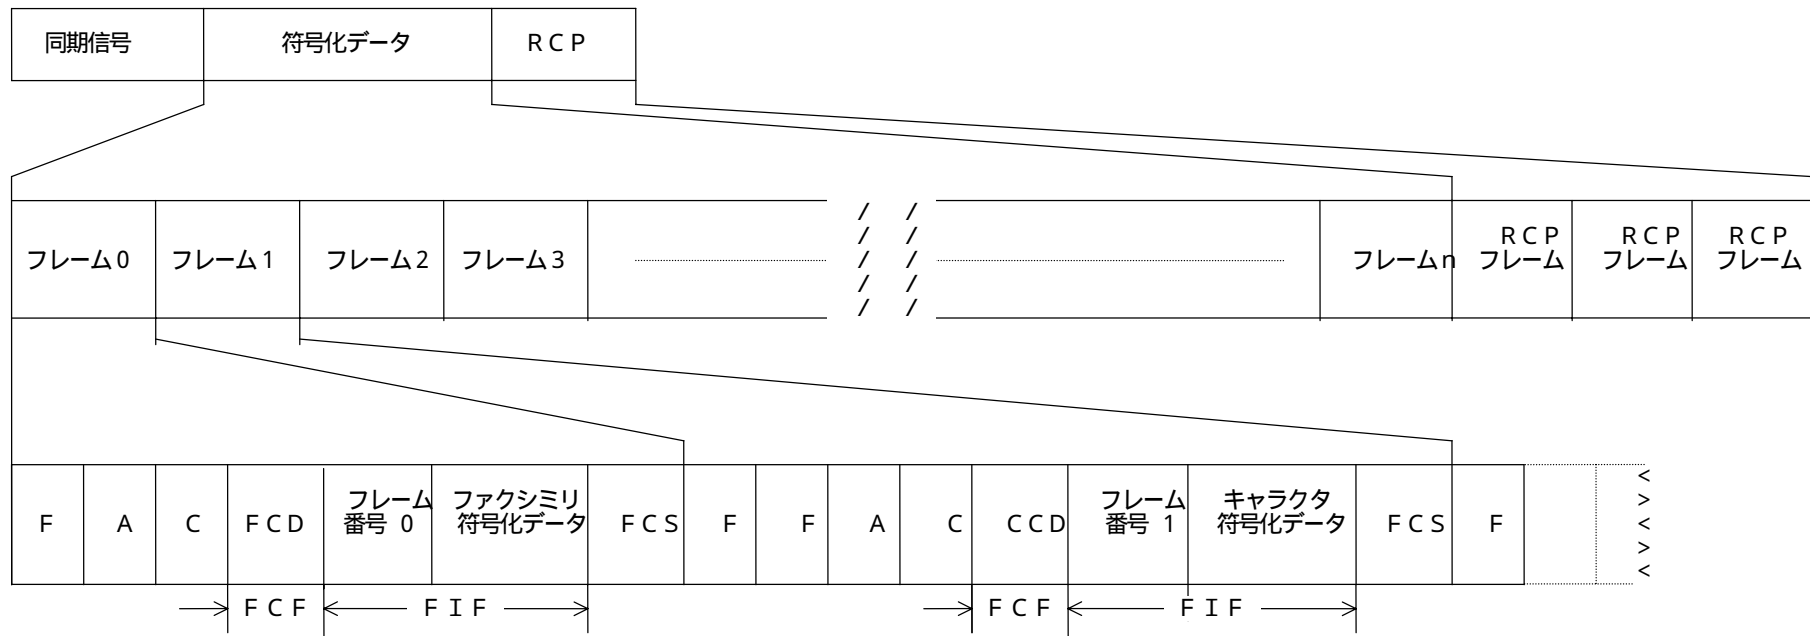 同期信号 符号化データ RCP
/ /
/ / RCP RCP RCP
フレーム0 フレーム1 フレーム2 フレーム3 / / フレームn フレーム フレーム フレーム
/ /
/ /
<
フレーム ファクシミリ フレーム キャラクタ >
F A C FCD 番号 0 符号化データ FCS F F A C CCD 番号 1 符号化データ FCS F <
>
<
FCF FIF FCF FIF